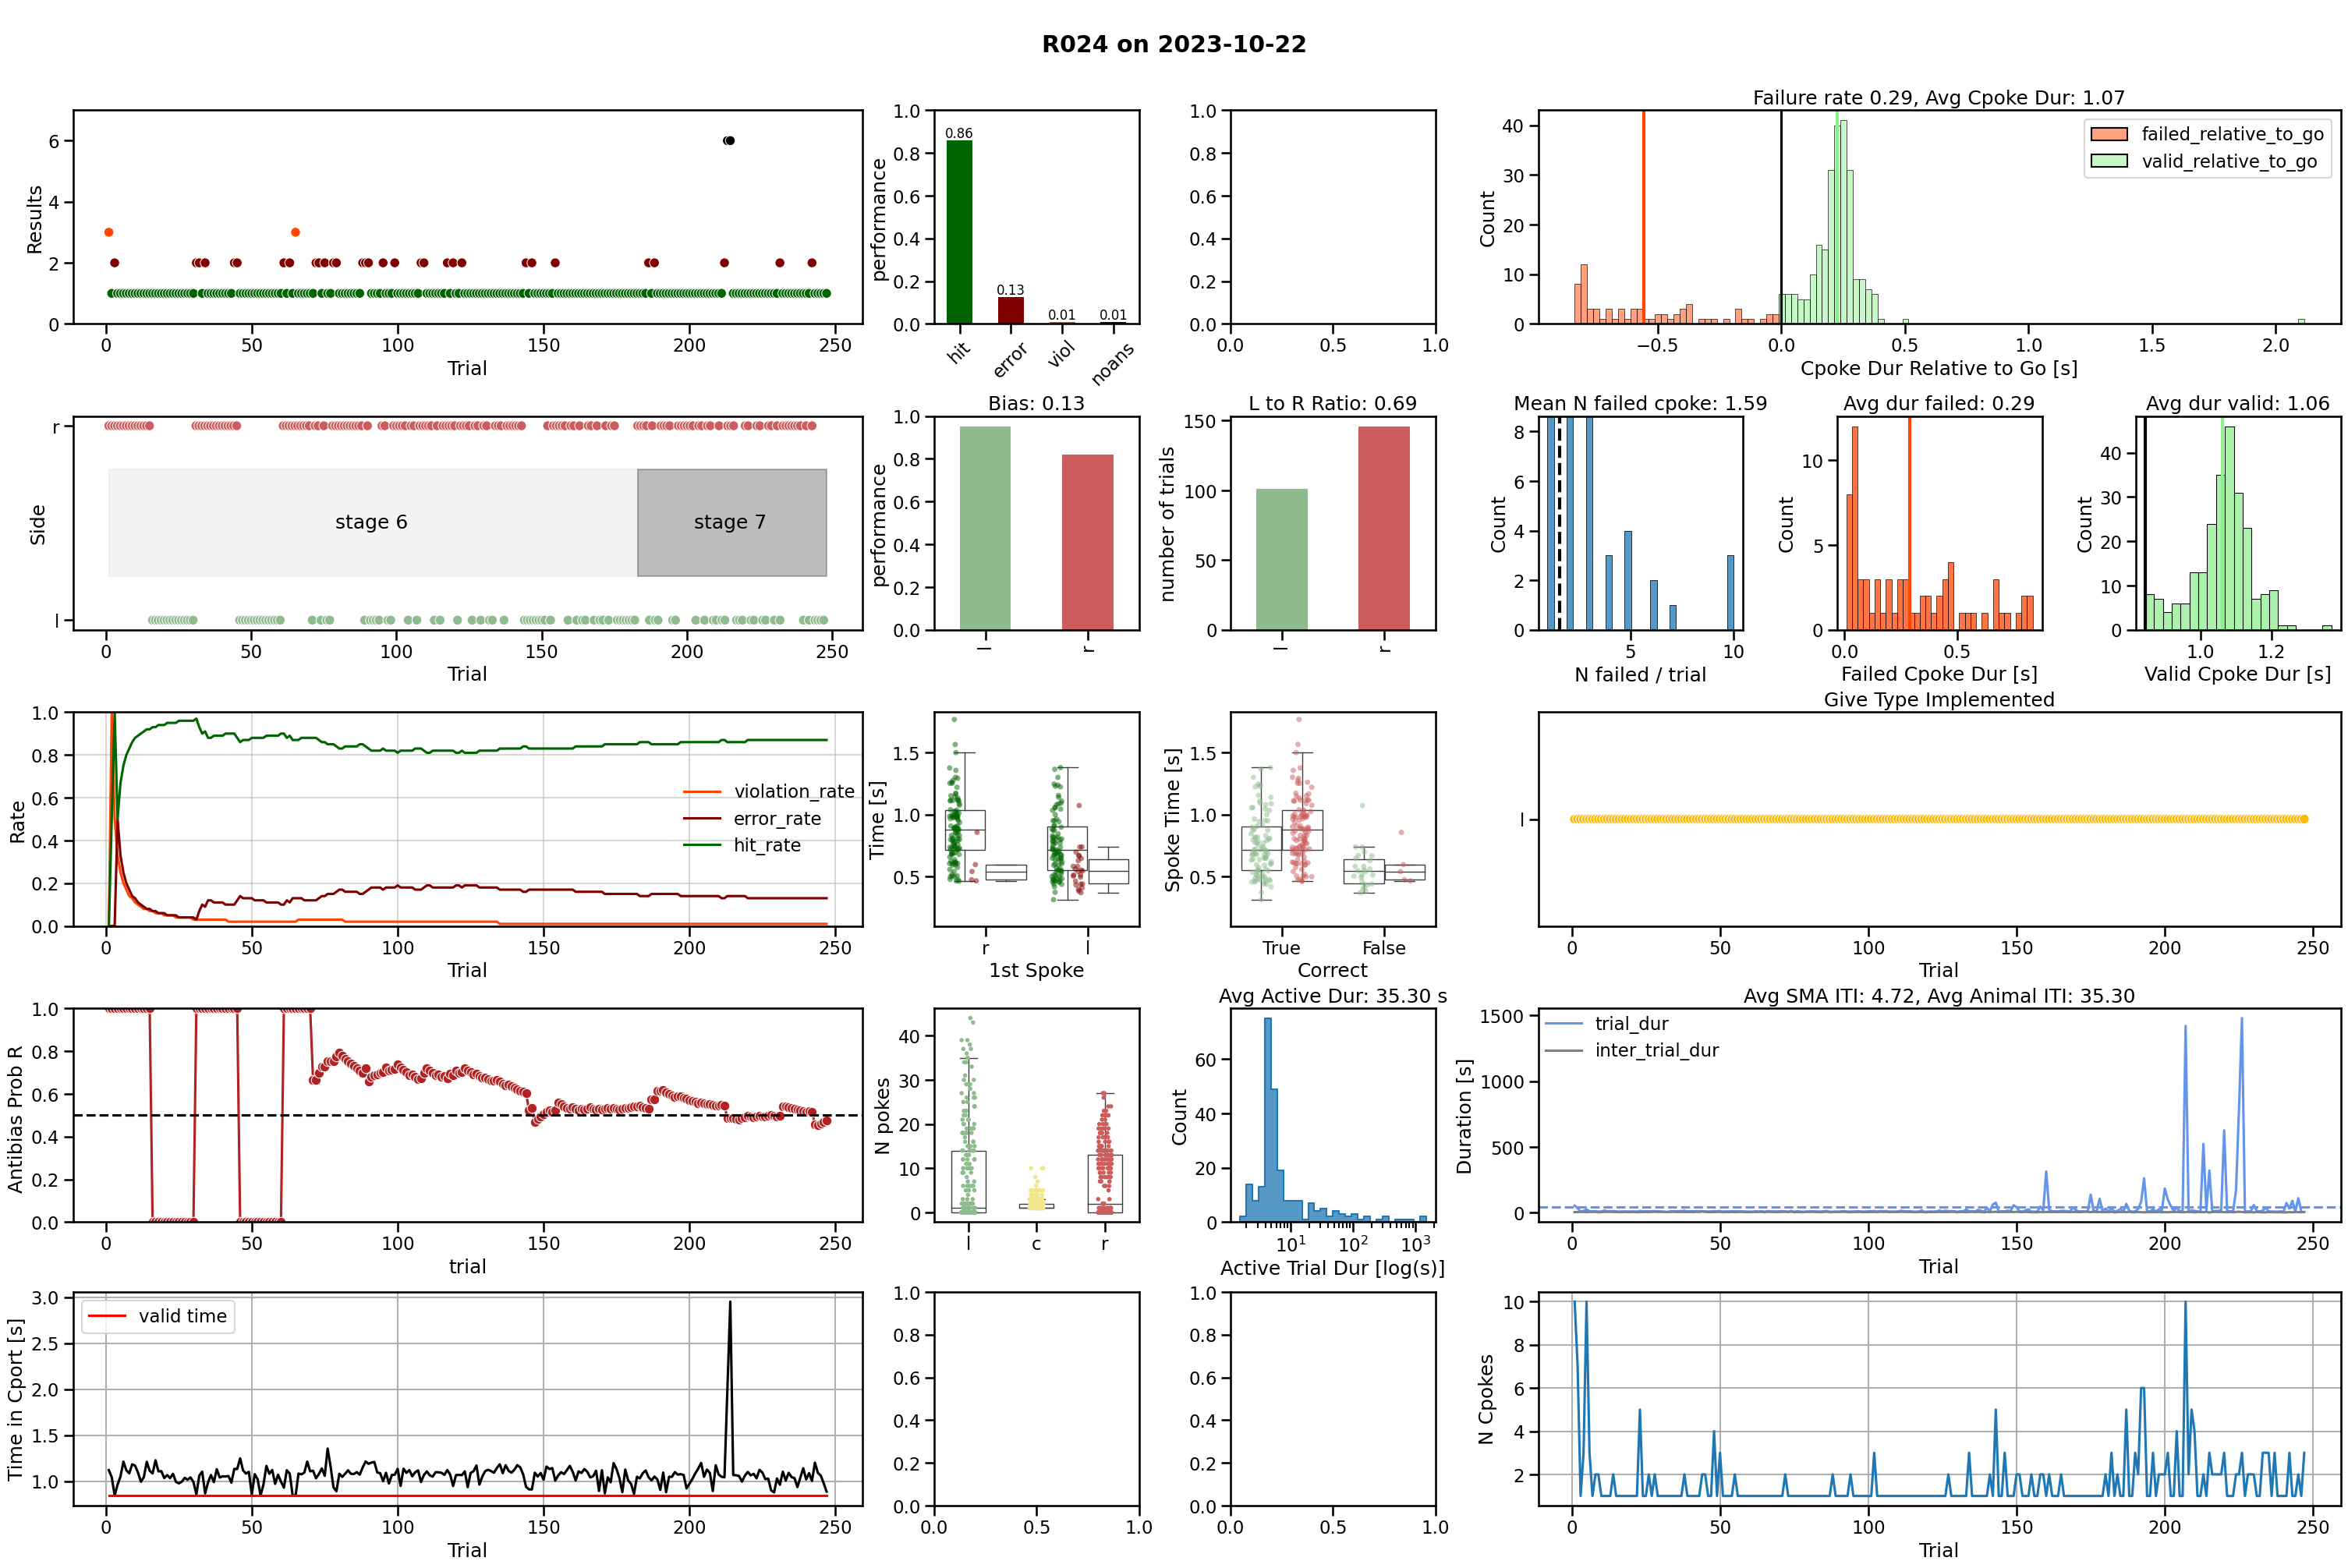 R024 on 2023-10-22
Results
6
4
2
0
0 50 100 150 200 250
Trial
performance
1.0
0.8
0.6
0.4
0.2
0.0
0.86
0.13
0.01
0.01
hit
error
viol
noans
1.0
0.8
0.6
0.4
0.2
0.0
0.0 0.5 1.0
Failure rate 0.29, Avg Cpoke Dur: 1.07
Count
40
30
20
10
0
failed_relative_to_go
valid_relative_to_go
−0.5 0.0 0.5 1.0 1.5 2.0
Cpoke Dur Relative to Go [s]
Side
r
l
stage 6
stage 7
0 50 100 150 200 250
Trial
Bias: 0.13
performance
1.0
0.8
0.6
0.4
0.2
0.0
l
r
L to R Ratio: 0.69
number of trials
150
100
50
0
l
r
Mean N failed cpoke: 1.59
Count
8
6
4
2
0
5 10
N failed / trial
Avg dur failed: 0.29
Count
10
5
0
0.0 0.5
Failed Cpoke Dur [s]
Avg dur valid: 1.06
Count
40
30
20
10
0
1.0 1.2
Valid Cpoke Dur [s]
Rate
1.0
0.8
0.6
0.4
0.2
0.0
violation_rate
error_rate
hit_rate
0 50 100 150 200 250
Trial
Time [s]
1.5
1.0
0.5
r l
1st Spoke
Spoke Time [s]
1.5
1.0
0.5
True False
Correct
Give Type Implemented
l
0 50 100 150 200 250
Trial
Antibias Prob R
1.0
0.8
0.6
0.4
0.2
0.0
0 50 100 150 200 250
trial
N pokes
40
30
20
10
0
l c r
Avg Active Dur: 35.30 s
Count
60
40
20
0
10^1 10^2 10^3
Active Trial Dur [log(s)]
Avg SMA ITI: 4.72, Avg Animal ITI: 35.30
Duration [s]
1500
1000
500
0
trial_dur
inter_trial_dur
0 50 100 150 200 250
Trial
Time in Cport [s]
3.0
2.5
2.0
1.5
1.0
valid time
0 50 100 150 200 250
Trial
1.0
0.8
0.6
0.4
0.2
0.0
0.0 0.5 1.0
1.0
0.8
0.6
0.4
0.2
0.0
0.0 0.5 1.0
N Cpokes
10
8
6
4
2
0 50 100 150 200 250
Trial